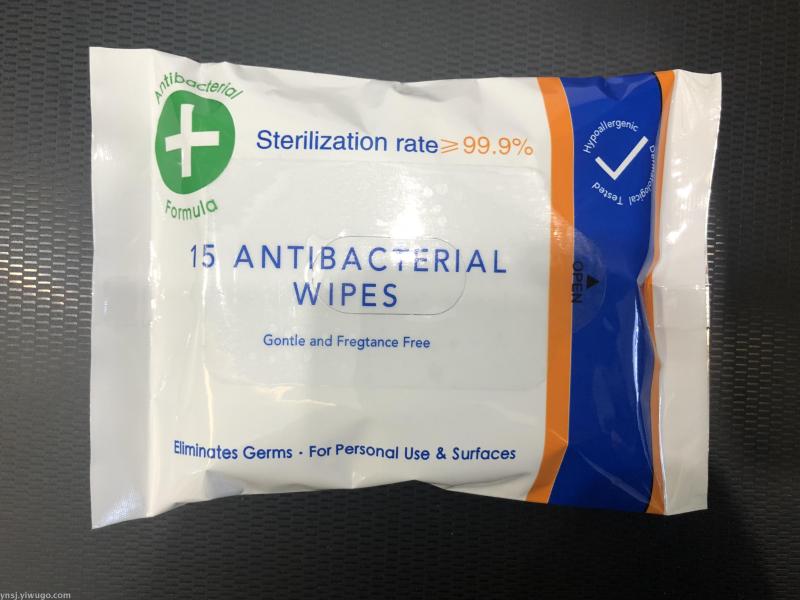 Antibacterial
Formula
Sterilization rate⩾99.9%
Hypoallergenic
Dermatological Tested
15 ANTIBACTERIAL
WIPES
OPEN
Gontle and Fregtance Free
Eliminates Germs · For Personal Use & Surfaces
ynsj.yiwugo.com